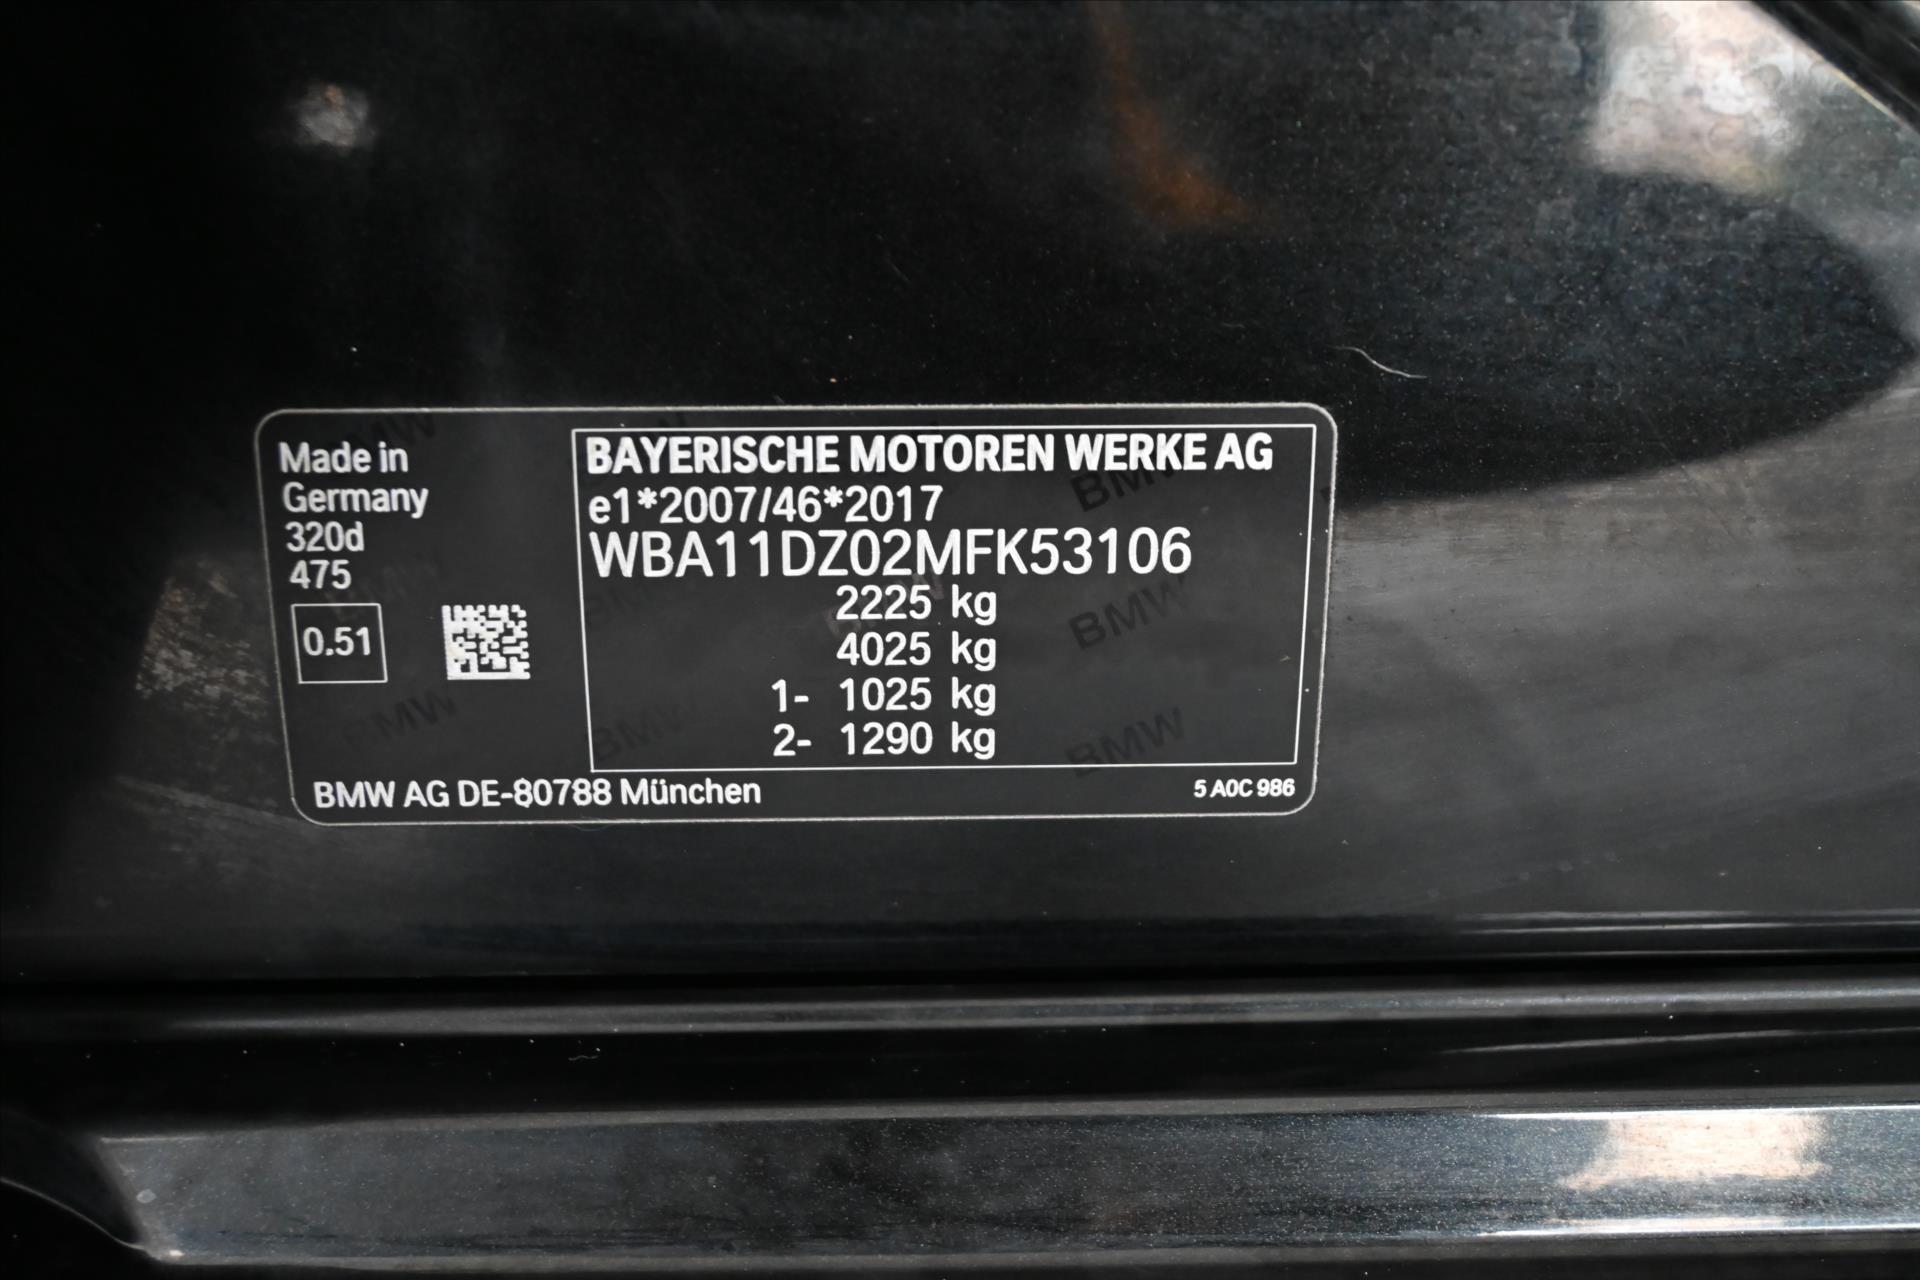 Made in
Germany
320d
475
0.51
BAYERISCHE MOTOREN WERKE AG
e1*2007/46*2017
WBA11DZ02MFK53106
2225 kg
4025 kg
1- 1025 kg
2- 1290 kg
BMW AG DE-80788 München
5 A0C 986